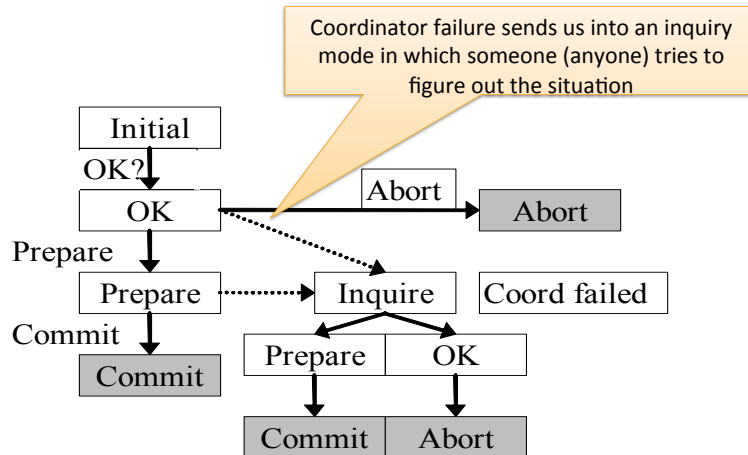 Coordinator failure sends us into an inquiry
mode in which someone (anyone) tries to
figure out the situation
Initial
OK?
OK
Abort
Abort
Prepare
Prepare
Inquire
Coord failed
Commit
Prepare
OK
Commit
Commit
Abort